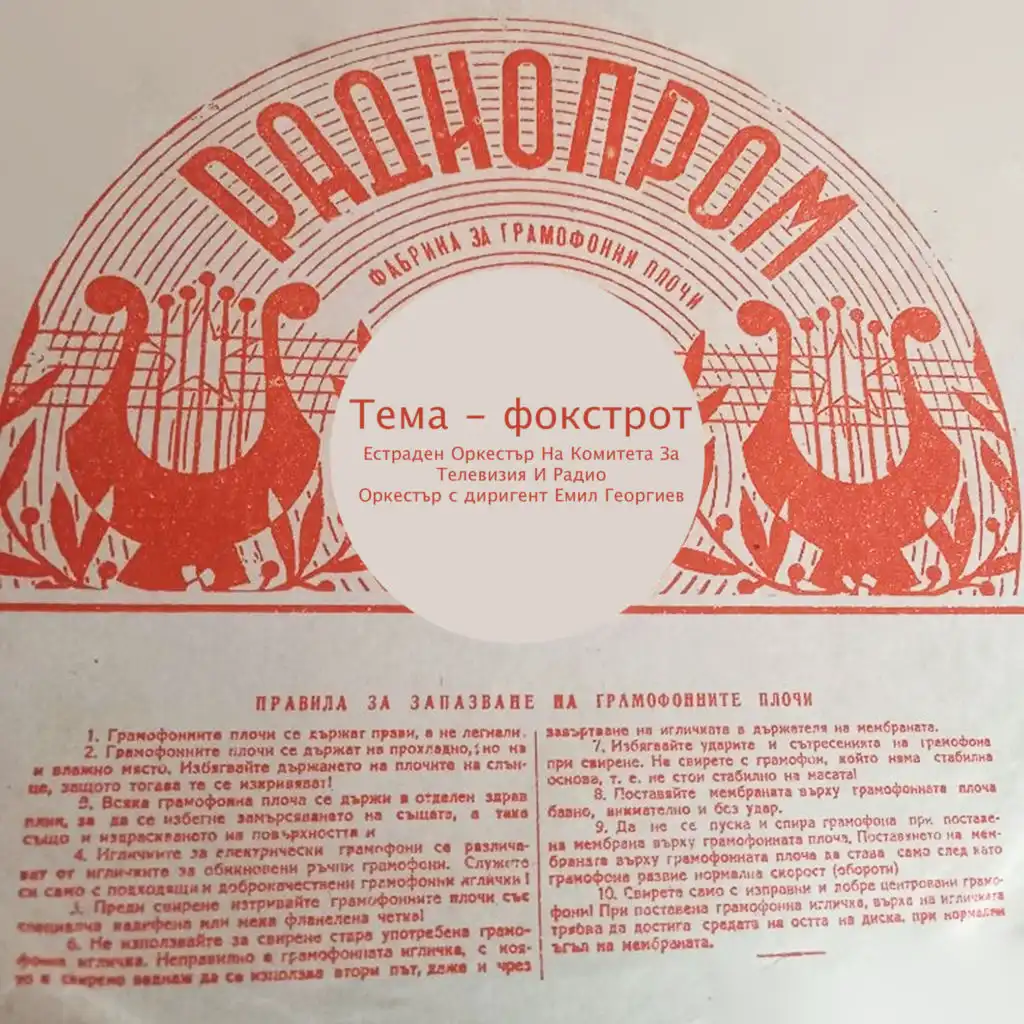 РАДИОПРОМ
ФАБРИКА ЗА ГРАМОФОННИ ПЛОЧИ
Тема – фокстрот
Естраден Оркестър На Комитета За
Телевизия И Радио
Оркестър с диригент Емил Георгиев
ПРАВИЛА ЗА ЗАПАЗВАНЕ НА ГРАМОФОННИТЕ ПЛОЧИ
1. Грамофонните плочи се държат прави, а не легнали.
2. Грамофонните плочи се държат на прохладно, но на
и влажно място. Избягвайте държането на плочите на слън-
це, защото тогава те се изкривяват!
3. Всяка грамофонна плоча се държи в отделен здрав
плик, за да се избегне замърсяването на същата, а така
също и издраскването на повърхността и
4. Игличките за електрически грамофони се различа-
ват от игличките за обикновени ръчни грамофони. Служете
си само с подходящи и доброкачествени грамофонни иглички!
5. Преди свирене изтривайте грамофонните плочи със
специална кадифена или мека фланелена четка!
6. Не използвайте за свирене стара употребена грамо-
фонна игличка. Неправилно е грамофонната игличка, с коя-
то е свирено веднаж да се използва втори път, даже и чрез
завъртване на игличката в държателя на мембраната.
7. Избягвайте ударите и сътресенията на грамофона
при свирене. Не свирете с грамофон, който няма стабилна
основа, т. е. не стои стабилно на масата!
8. Поставяйте мембраната върху грамофонната плоча
бавно, внимателно и без удар.
9. Да не се пуска и спира грамофона при поставе-
на мембрана върху грамофонната плоча. Поставянето на мем-
браната върху грамофонната плоча да става само след като
грамофона развие нормална скорост (обороти)
10. Свирете само с изправни и добре центровани грамо-
фони! При поставена грамофонна игличка, върха на игличката
трябва да достига средата на остта на диска, при нормален
ъгъл на мембраната.